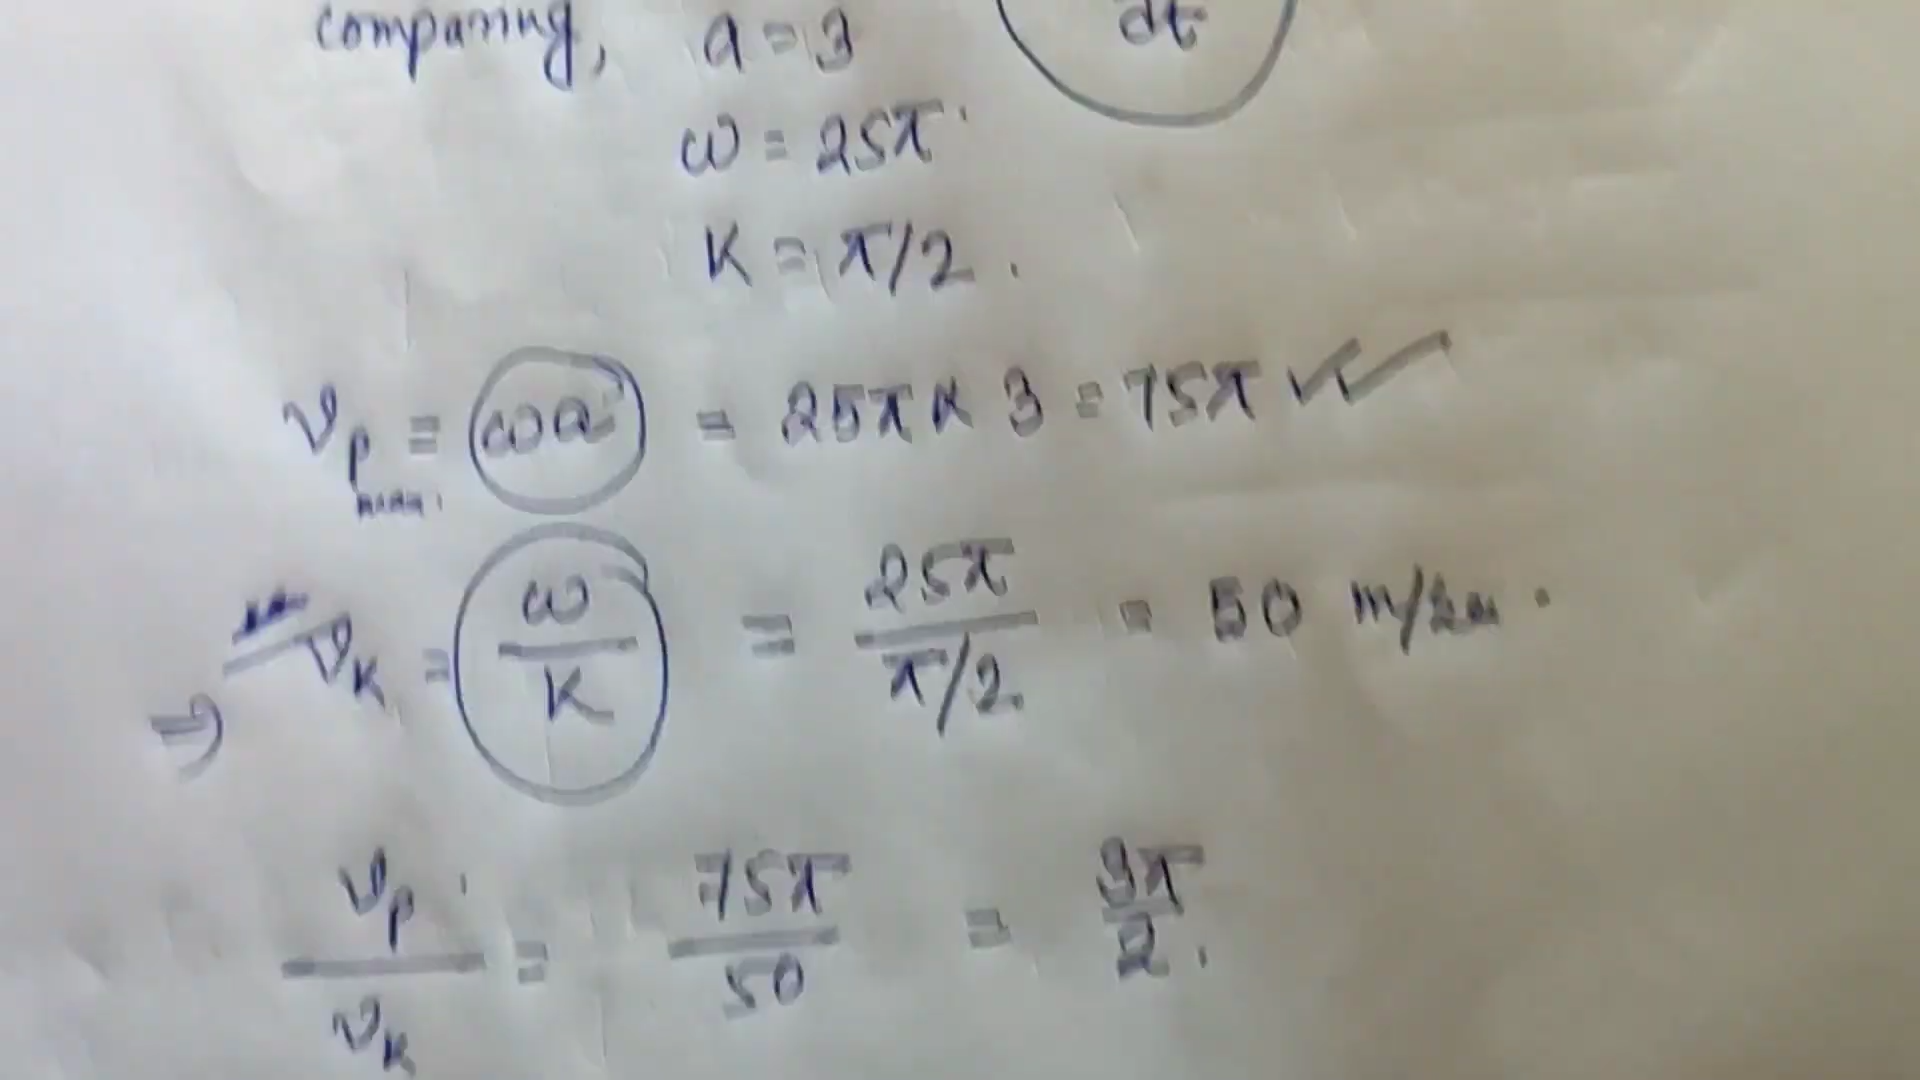 comparing, a = 3
dt
ω = 25π
K = π/2 .
Vp max. = ωa = 25π × 3 = 75π ✓
⇒ VK = ω/K = 25π/π/2 = 50 m/sec .
Vp/VK = 75π/50 = 3π/2 .